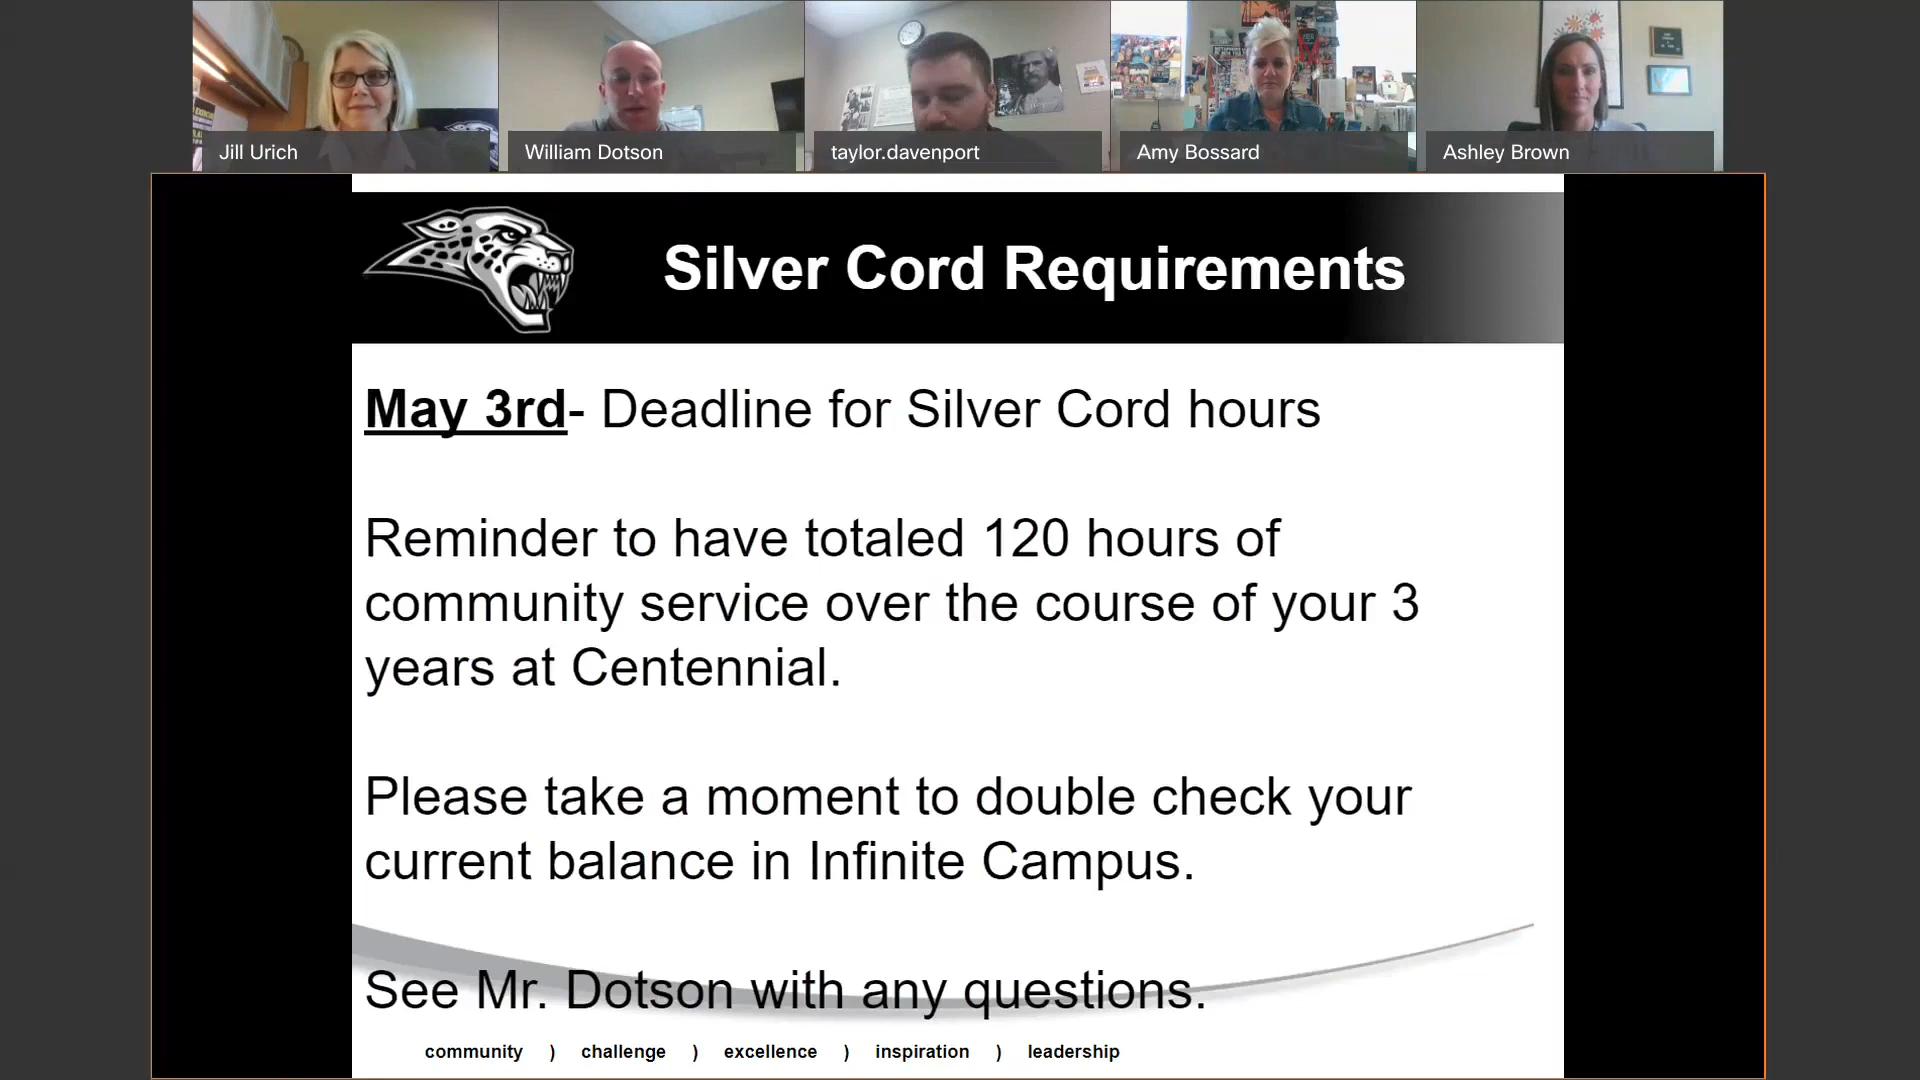 Jill Urich
William Dotson
taylor.davenport
Amy Bossard
Ashley Brown
Silver Cord Requirements
May 3rd- Deadline for Silver Cord hours
Reminder to have totaled 120 hours of
community service over the course of your 3
years at Centennial.
Please take a moment to double check your
current balance in Infinite Campus.
See Mr. Dotson with any questions.
community ) challenge ) excellence ) inspiration ) leadership